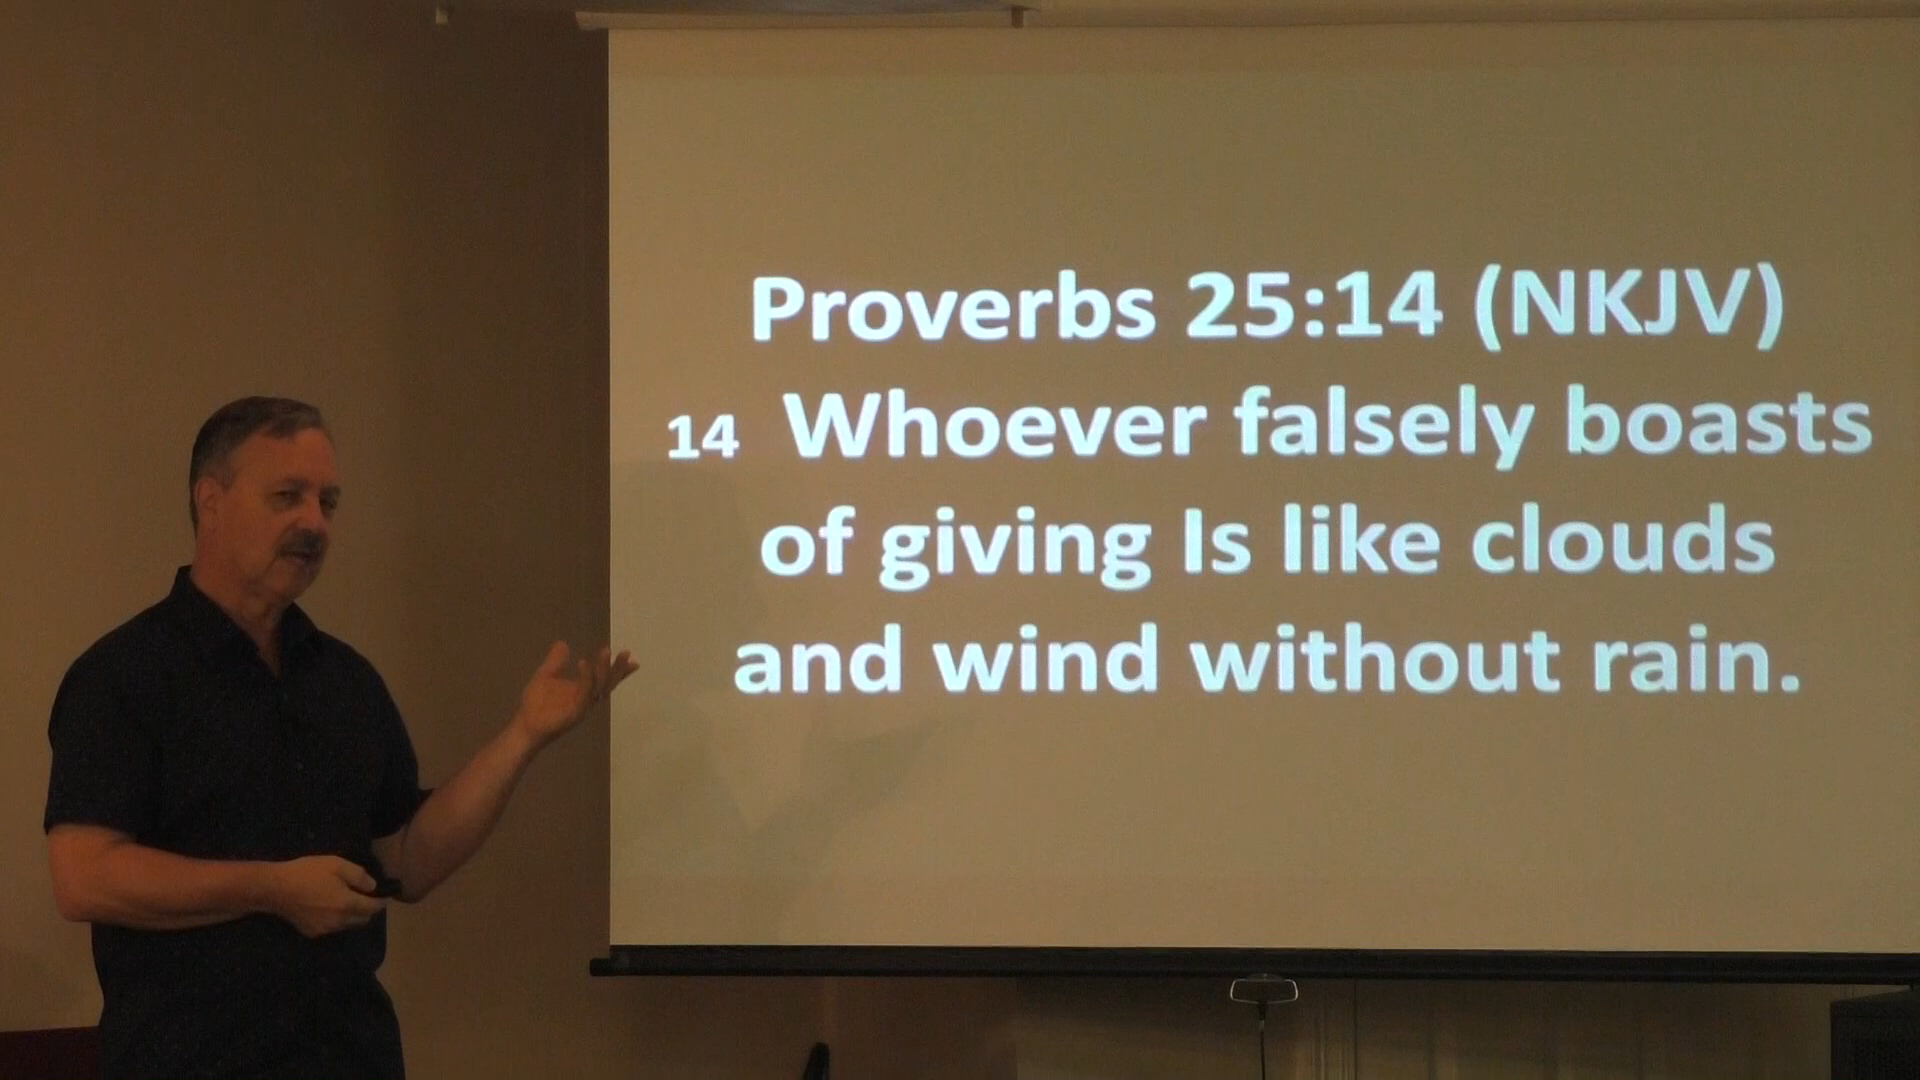 Proverbs 25:14 (NKJV)
14 Whoever falsely boasts
of giving Is like clouds
and wind without rain.